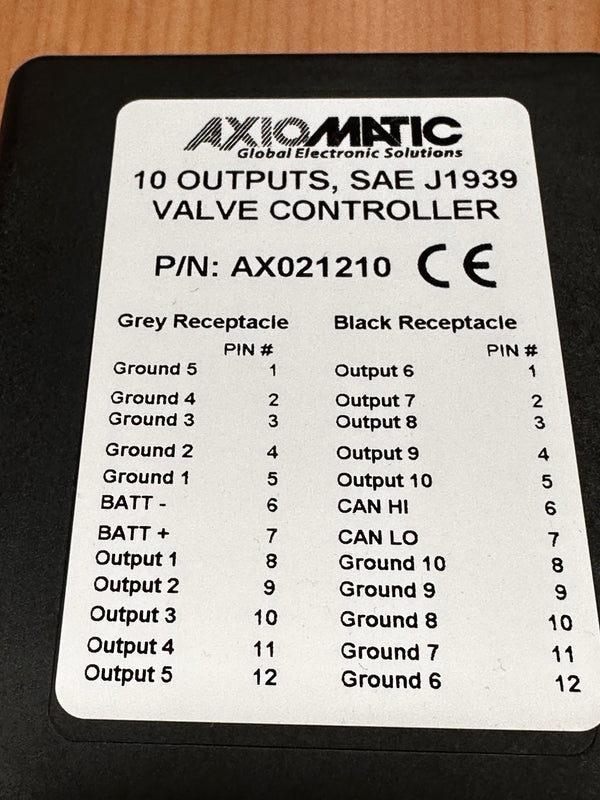 AXIOMATIC
Global Electronic Solutions
10 OUTPUTS, SAE J1939
VALVE CONTROLLER
P/N: AX021210 CE
Grey Receptacle Black Receptacle
PIN # PIN #
Ground 5 1 Output 6 1
Ground 4 2 Output 7 2
Ground 3 3 Output 8 3
Ground 2 4 Output 9 4
Ground 1 5 Output 10 5
BATT - 6 CAN HI 6
BATT + 7 CAN LO 7
Output 1 8 Ground 10 8
Output 2 9 Ground 9 9
Output 3 10 Ground 8 10
Output 4 11 Ground 7 11
Output 5 12 Ground 6 12